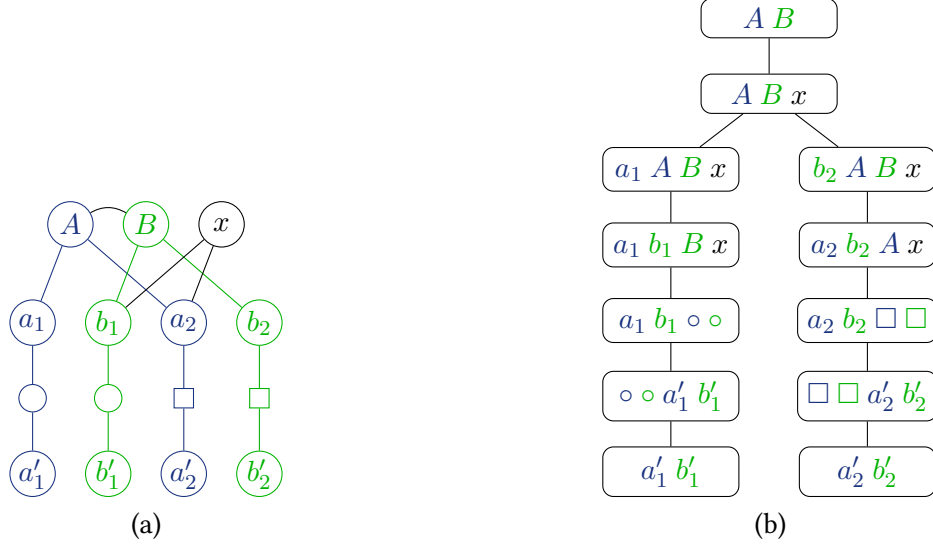 A B
A B x
a₁ A B x
b₂ A B x
A B x
a₁ b₁ B x
a₂ b₂ A x
a₁ b₁ a₂ b₂
a₁ b₁ ○ ○
a₂ b₂ □ □
○ ○ a′₁ b′₁
□ □ a′₂ b′₂
a′₁ b′₁ a′₂ b′₂
a′₁ b′₁
a′₂ b′₂
(a)
(b)